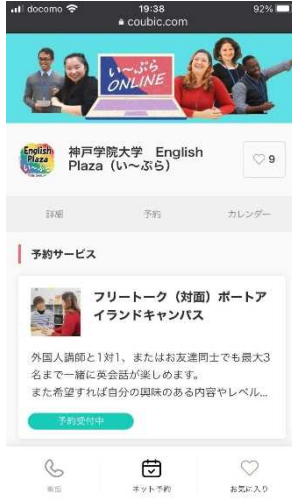 docomo 19:38 92%
coubic.com
い～ぷら
ONLINE
English
Plaza
い～ぷら
神戸学院大学 English
Plaza（い～ぷら）
9
詳細 予約 カレンダー
予約サービス
フリートーク（対面）ポートア
イランドキャンパス
外国人講師と1対1、またはお友達同士でも最大3
名まで一緒に英会話が楽しめます。
また希望すれば自分の興味のある内容やレベル...
予約受付中
電話 ネット予約 お気に入り